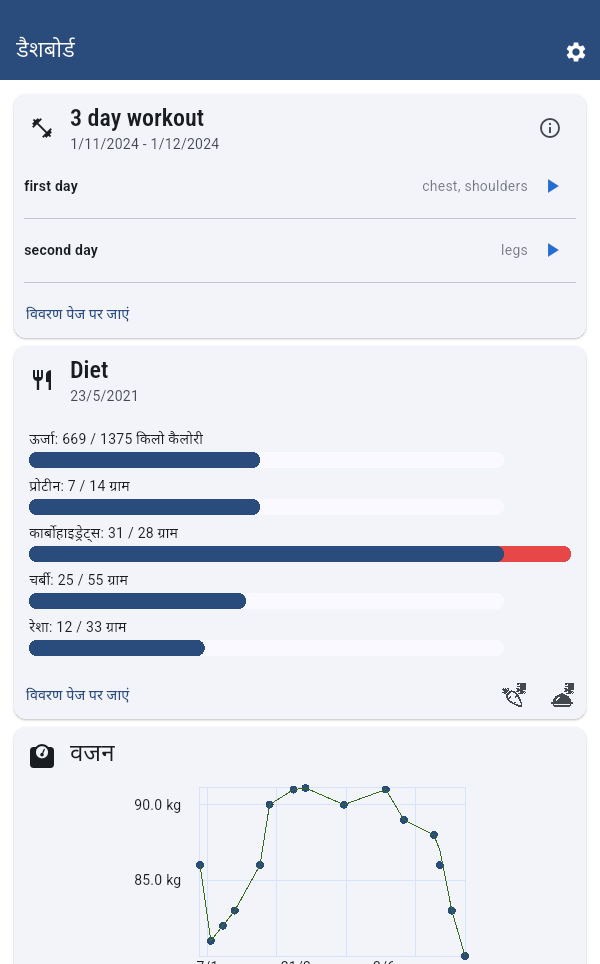 डैशबोर्ड
3 day workout
1/11/2024 - 1/12/2024
first day chest, shoulders
second day legs
विवरण पेज पर जाएं
Diet
23/5/2021
ऊर्जा: 669 / 1375 किलो कैलोरी
प्रोटीन: 7 / 14 ग्राम
कार्बोहाइड्रेट्स: 31 / 28 ग्राम
चर्बी: 25 / 55 ग्राम
रेशा: 12 / 33 ग्राम
विवरण पेज पर जाएं
वजन
90.0 kg
85.0 kg